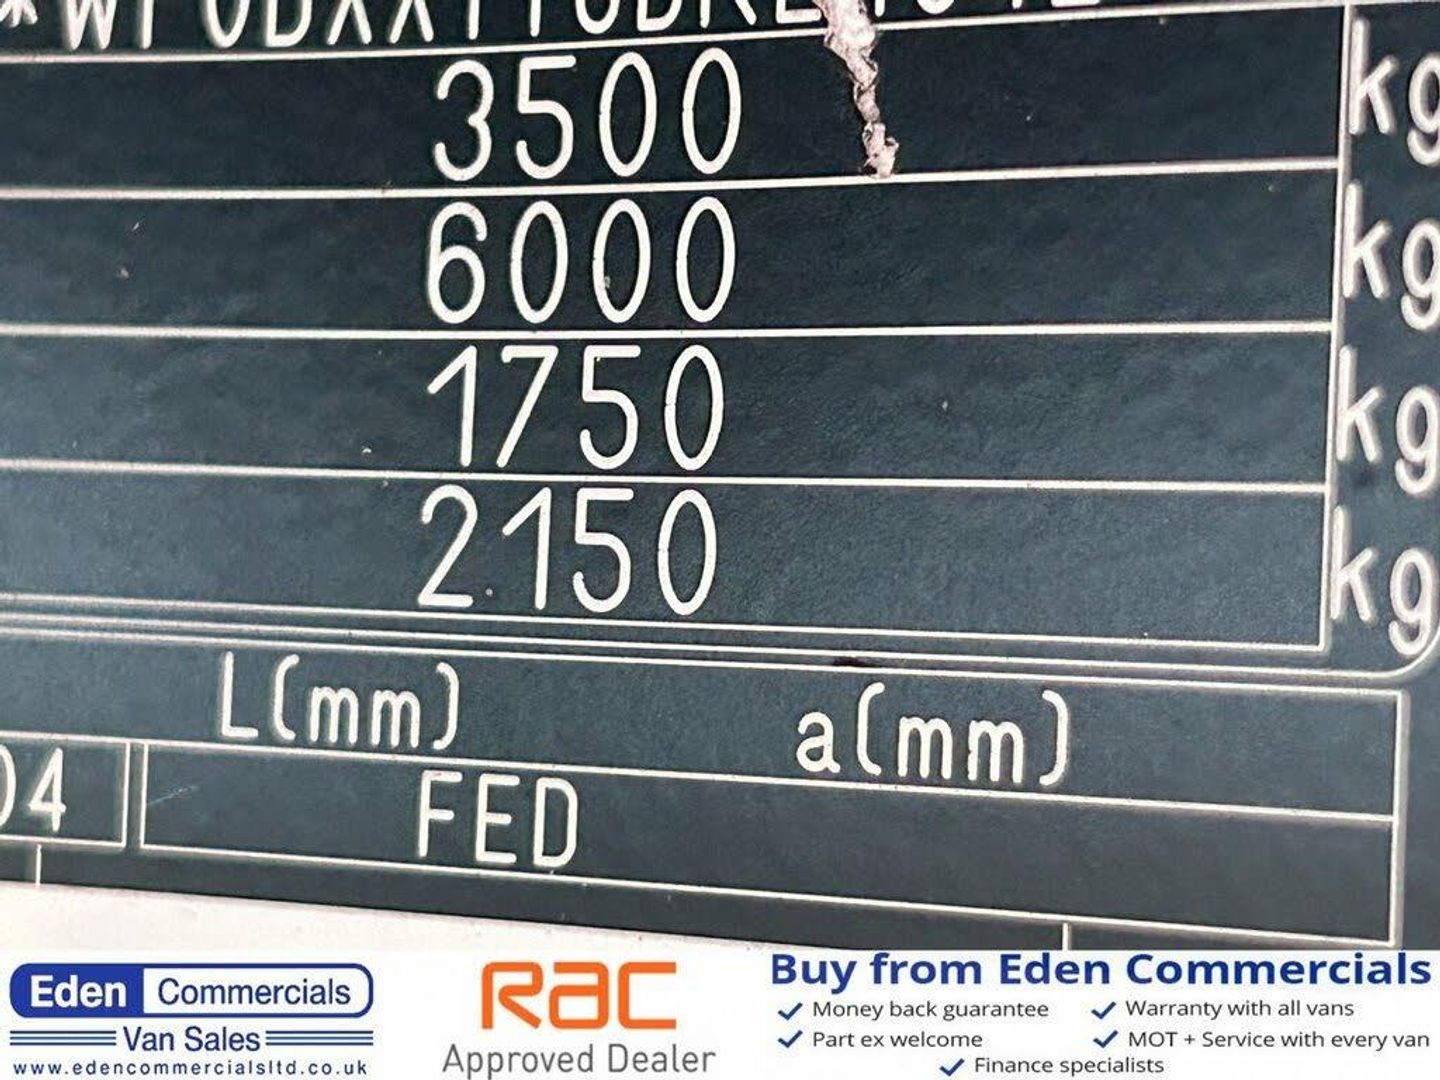 3500 kg
6000 kg
1750 kg
2150 kg
L(mm) a(mm)
04 FED
Eden Commercials
Van Sales
www.edencommercialsltd.co.uk
RAC
Approved Dealer
Buy from Eden Commercials
Money back guarantee
Warranty with all vans
Part ex welcome
MOT + Service with every van
Finance specialists